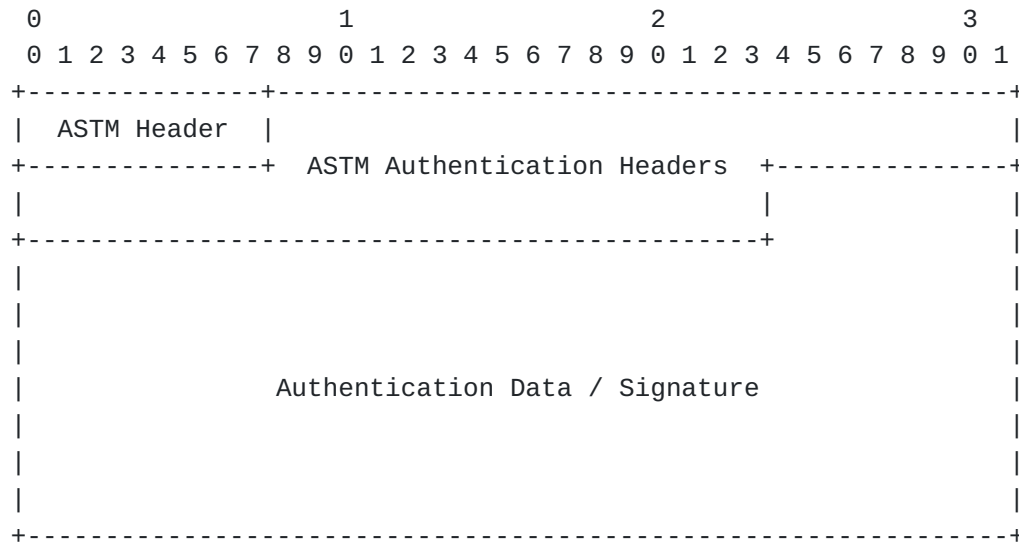 0                   1                   2                   3
 0 1 2 3 4 5 6 7 8 9 0 1 2 3 4 5 6 7 8 9 0 1 2 3 4 5 6 7 8 9 0 1
+---------------+-----------------------------------------------+
|  ASTM Header  |                                               |
+---------------+  ASTM Authentication Headers  +---------------+
|                                               |               |
+-----------------------------------------------+               |
|                                                               |
|                                                               |
|                                                               |
|                Authentication Data / Signature                |
|                                                               |
|                                                               |
|                                                               |
+---------------------------------------------------------------+